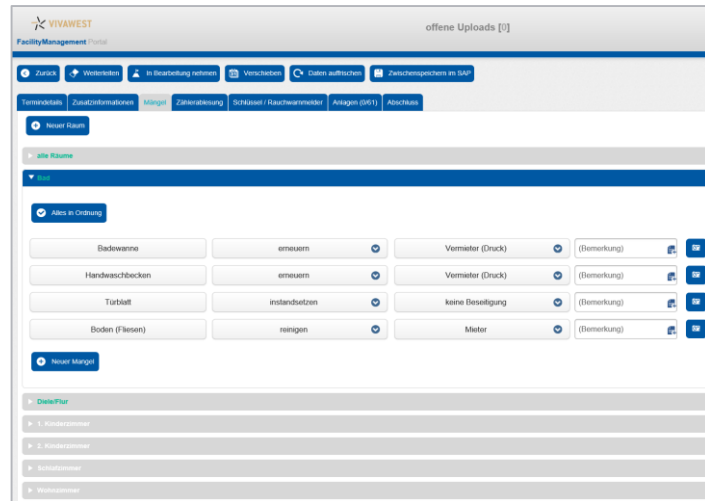 VIVAWEST
offene Uploads [0]
FacilityManagement Portal
Zurück
Weiterleiten
In Bearbeitung nehmen
Verschieben
Daten auffrischen
Zwischenspeichern im SAP
Termindetails
Zusatzinformationen
Mängel
Zählerablesung
Schlüssel / Rauchwarnmelder
Anlagen (0/61)
Abschluss
Neuer Raum
alle Räume
Bad
Alles in Ordnung
Badewanne erneuern Vermieter (Druck) (Bemerkung)
Handwaschbecken erneuern Vermieter (Druck) (Bemerkung)
Türblatt instandsetzen keine Beseitigung (Bemerkung)
Boden (Fliesen) reinigen Mieter (Bemerkung)
Neuer Mangel
Diele/Flur
1. Kinderzimmer
2. Kinderzimmer
Schlafzimmer
Wohnzimmer